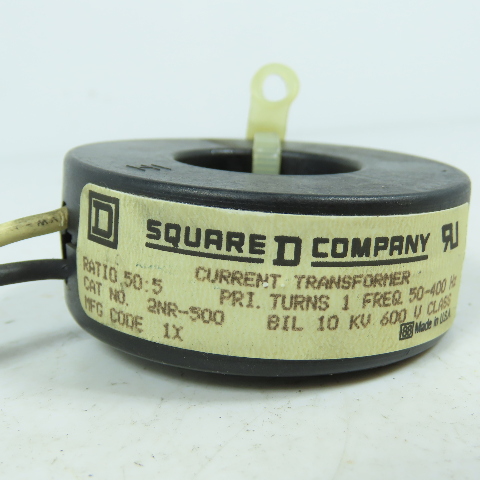 D SQUARE D COMPANY
RATIO 50:5 CURRENT TRANSFORMER
CAT NO. 2NR-500 PRI. TURNS 1 FREQ. 50-400 Hz
MFG CODE 1X BIL 10 KV 600 V CLASS
Made in U.S.A.